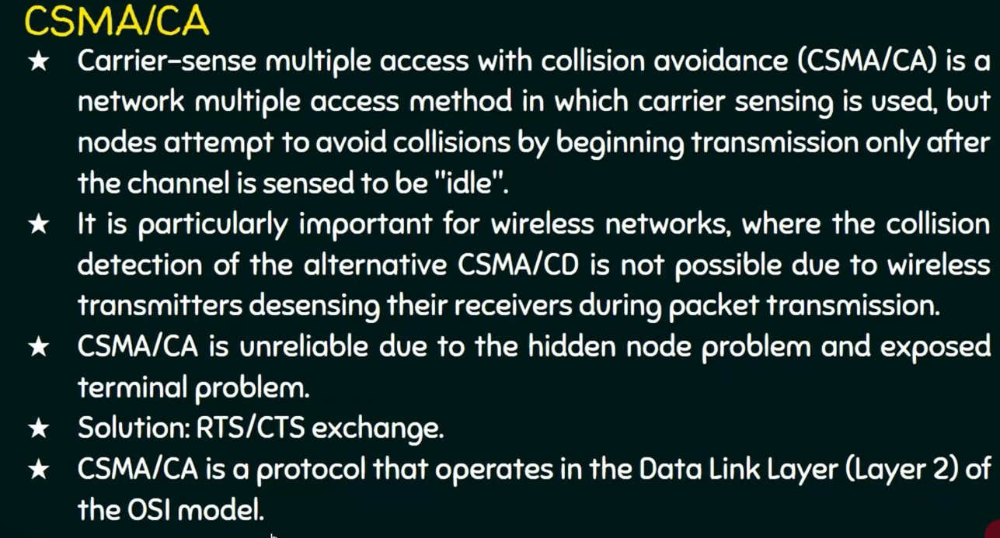 CSMA/CA
★ Carrier-sense multiple access with collision avoidance (CSMA/CA) is a
network multiple access method in which carrier sensing is used, but
nodes attempt to avoid collisions by beginning transmission only after
the channel is sensed to be "idle".
★ It is particularly important for wireless networks, where the collision
detection of the alternative CSMA/CD is not possible due to wireless
transmitters desensing their receivers during packet transmission.
★ CSMA/CA is unreliable due to the hidden node problem and exposed
terminal problem.
★ Solution: RTS/CTS exchange.
★ CSMA/CA is a protocol that operates in the Data Link Layer (Layer 2) of
the OSI model.